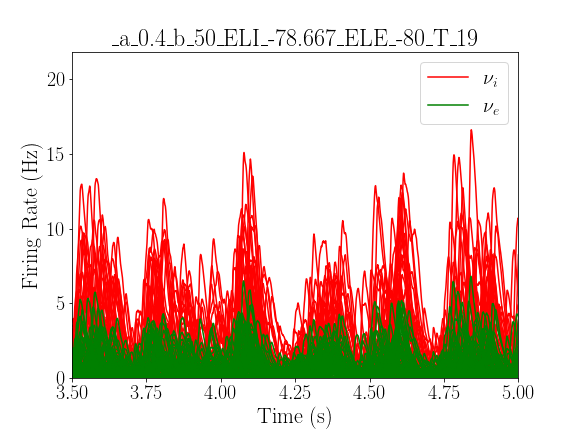 _a_0.4_b_50_ELI_-78.667_ELE_-80_T_19
Firing Rate (Hz)
20
15
10
5
0
ν_i
ν_e
3.50 3.75 4.00 4.25 4.50 4.75 5.00
Time (s)